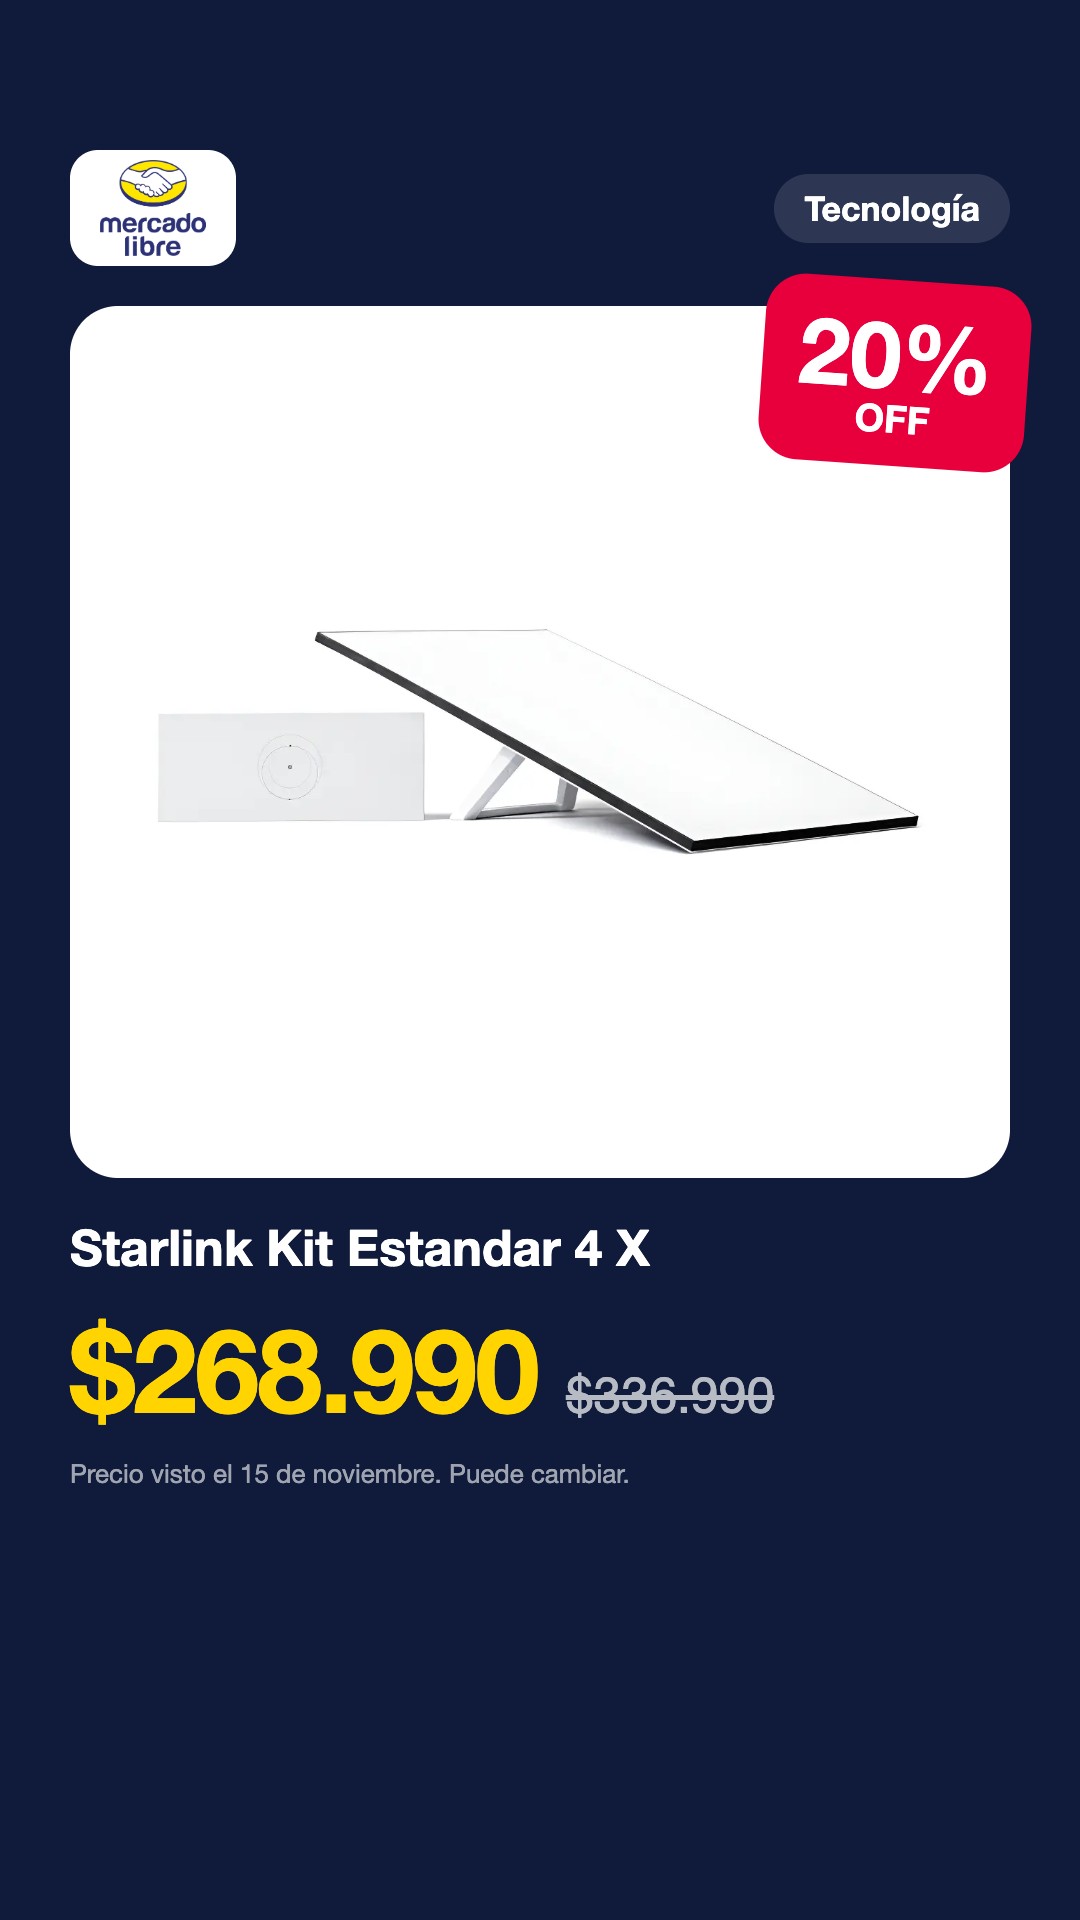 mercado
libre
Tecnología
20%
OFF
Starlink Kit Estandar 4 X
$268.990 $336.990
Precio visto el 15 de noviembre. Puede cambiar.